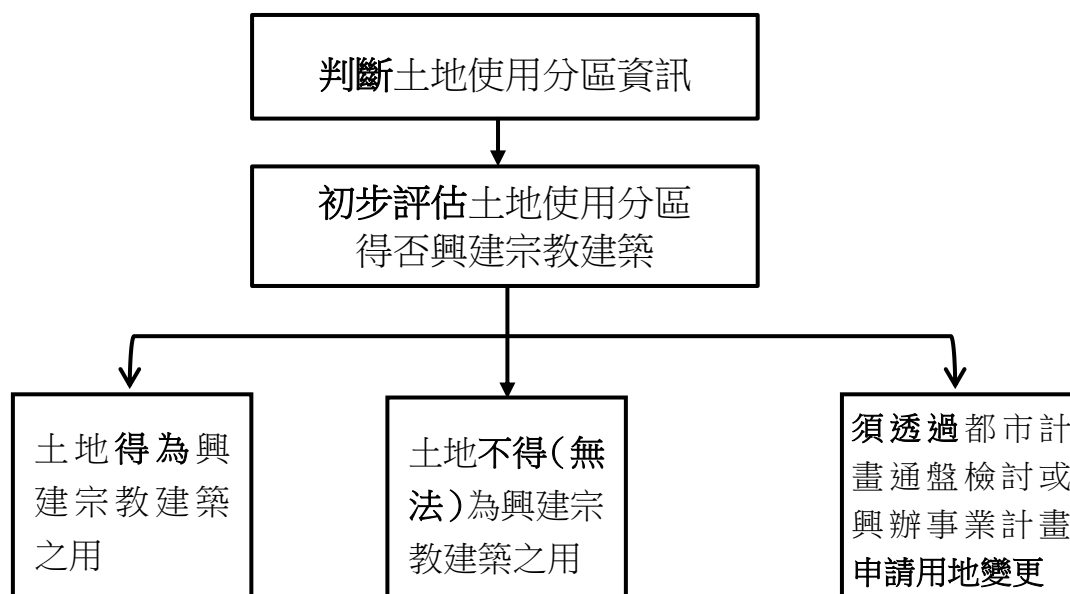 判斷土地使用分區資訊
初步評估土地使用分區
得否興建宗教建築
土地得為興
建宗教建築
之用
土地不得(無
法)為興建宗
教建築之用
須透過都市計
畫通盤檢討或
興辦事業計畫
申請用地變更